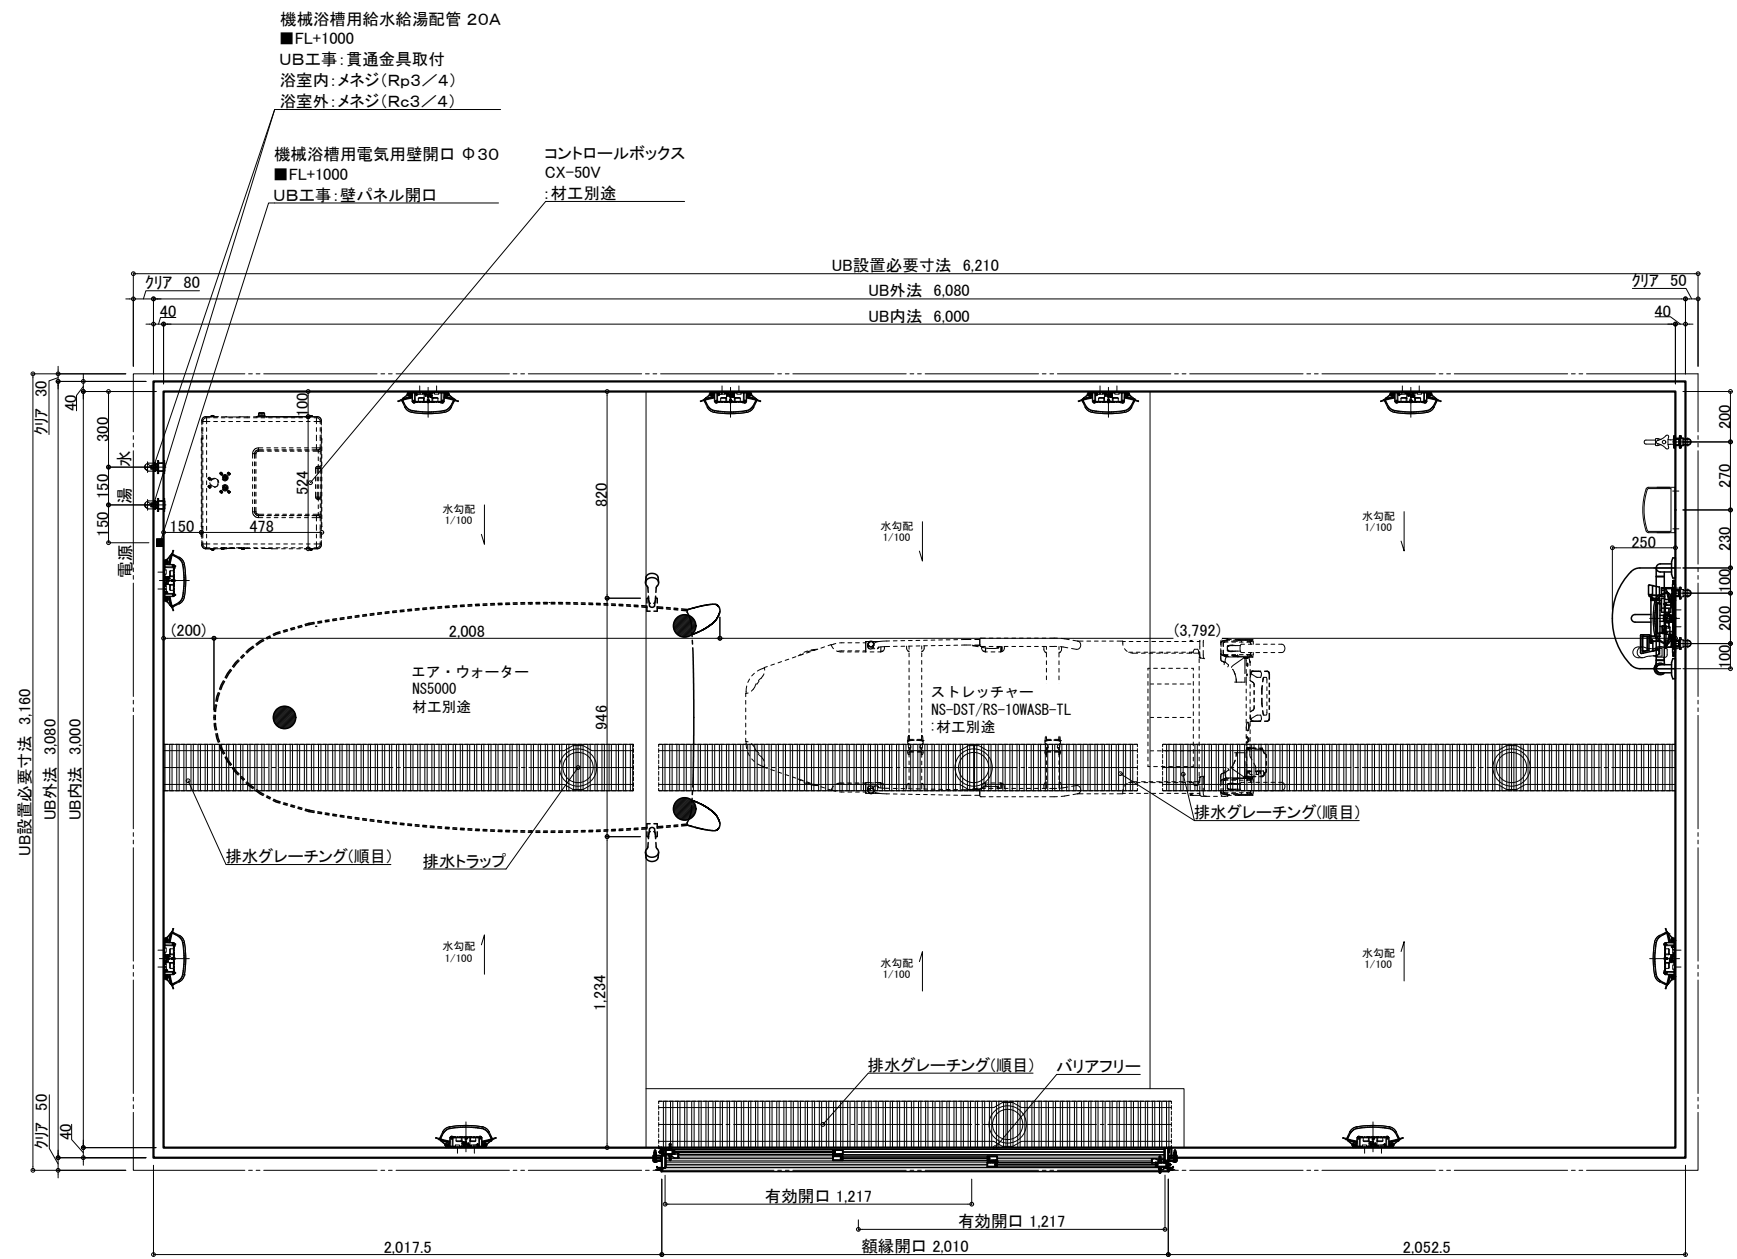 機械浴槽用給水給湯配管 20A
■FL+1000
UB工事:貫通金具取付
浴室内:メネジ(Rp3／4)
浴室外:メネジ(Rc3／4)
機械浴槽用電気用壁開口 Φ30
■FL+1000
UB工事:壁パネル開口
コントロールボックス
CX-50V
:材工別途
UB設置必要寸法 6,210
クリア 80
UB外法 6,080
クリア 50
40
UB内法 6,000
40
クリア 30
40
300
150
150
水
湯
電源
100
524
150
478
820
水勾配
1/100
水勾配
1/100
水勾配
1/100
200
270
230
100
200
100
250
(200)
2,008
(3,792)
エア・ウォーター
NS5000
材工別途
946
ストレッチャー
NS-DST/RS-10WASB-TL
:材工別途
UB設置必要寸法 3,160
UB外法 3,080
UB内法 3,000
排水グレーチング(順目)
排水グレーチング(順目)
排水トラップ
水勾配
1/100
水勾配
1/100
水勾配
1/100
1,234
排水グレーチング(順目)
バリアフリー
クリア 50
40
有効開口 1,217
有効開口 1,217
2,017.5
額縁開口 2,010
2,052.5